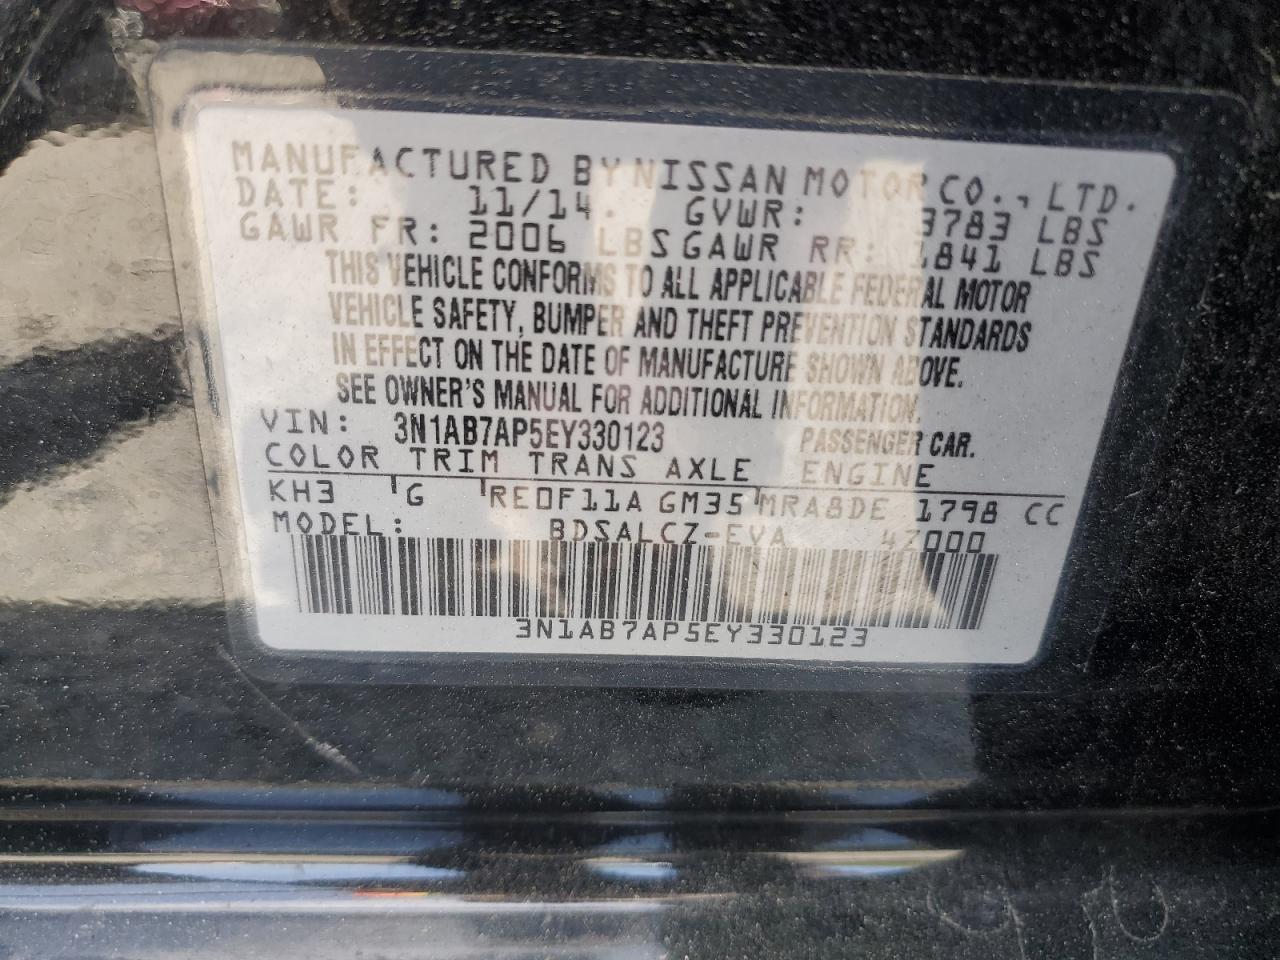 MANUFACTURED BY NISSAN MOTOR CO., LTD.
DATE: 11/14. GVWR: 3783 LBS
GAWR FR: 2006 LBS GAWR RR: 1841 LBS
THIS VEHICLE CONFORMS TO ALL APPLICABLE FEDERAL MOTOR
VEHICLE SAFETY, BUMPER AND THEFT PREVENTION STANDARDS
IN EFFECT ON THE DATE OF MANUFACTURE SHOWN ABOVE.
SEE OWNER'S MANUAL FOR ADDITIONAL INFORMATION.
VIN: 3N1AB7AP5EY330123 PASSENGER CAR.
COLOR TRIM TRANS AXLE ENGINE
KH3 G RE0F11A GM35 MRA8DE 1798 CC
MODEL: BDSALCZ-EVA 4Z000
3N1AB7AP5EY330123